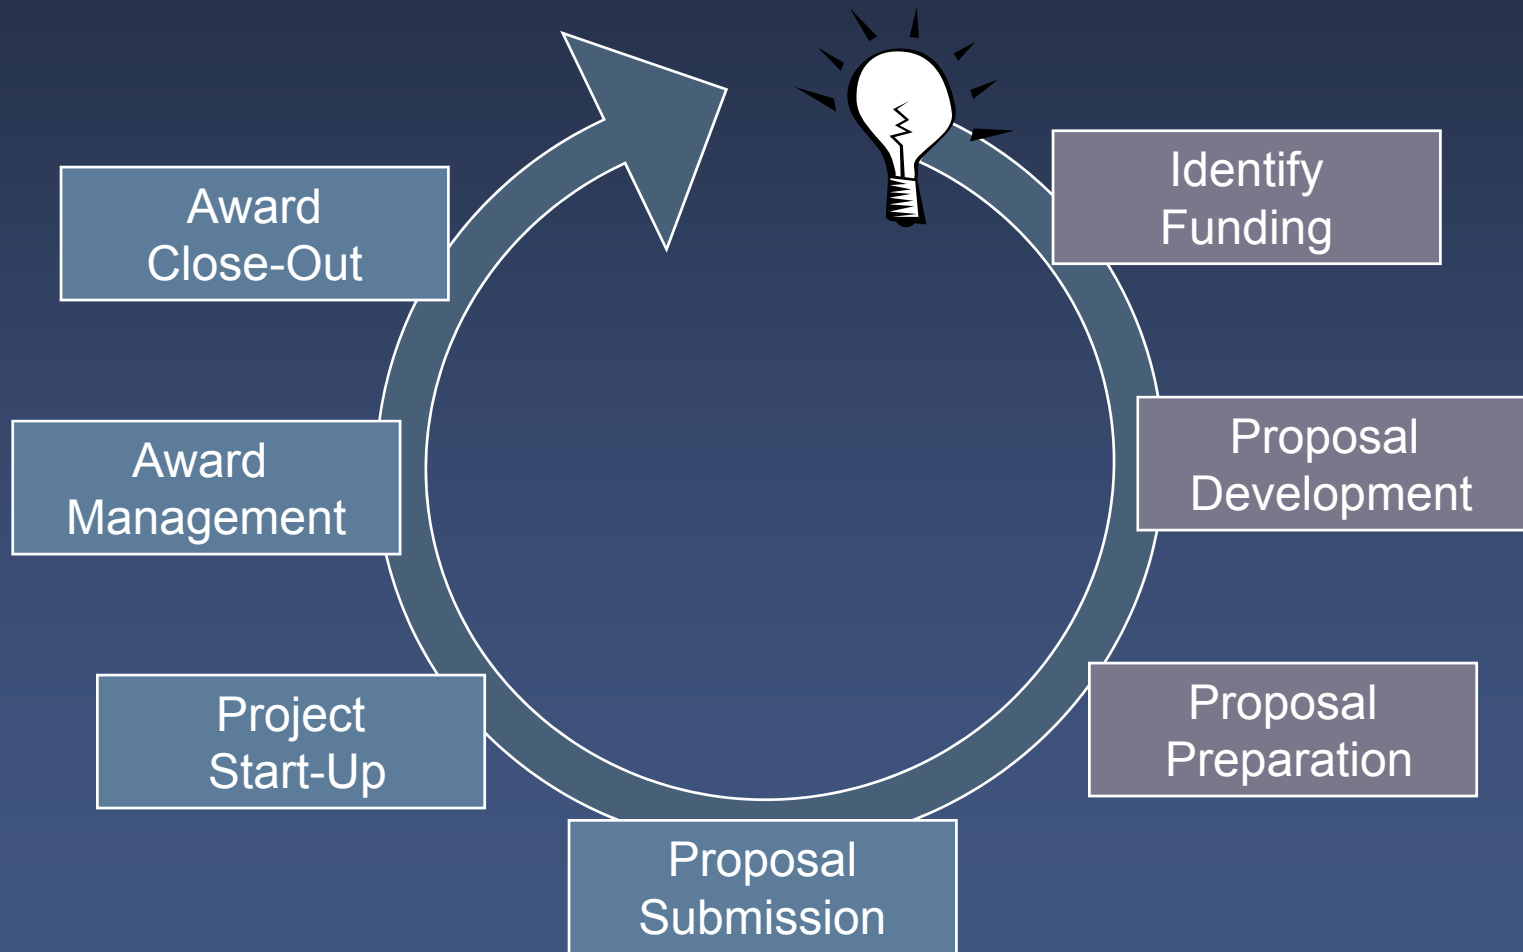 Identify
Funding
Proposal
Development
Proposal
Preparation
Proposal
Submission
Project
Start-Up
Award
Management
Award
Close-Out